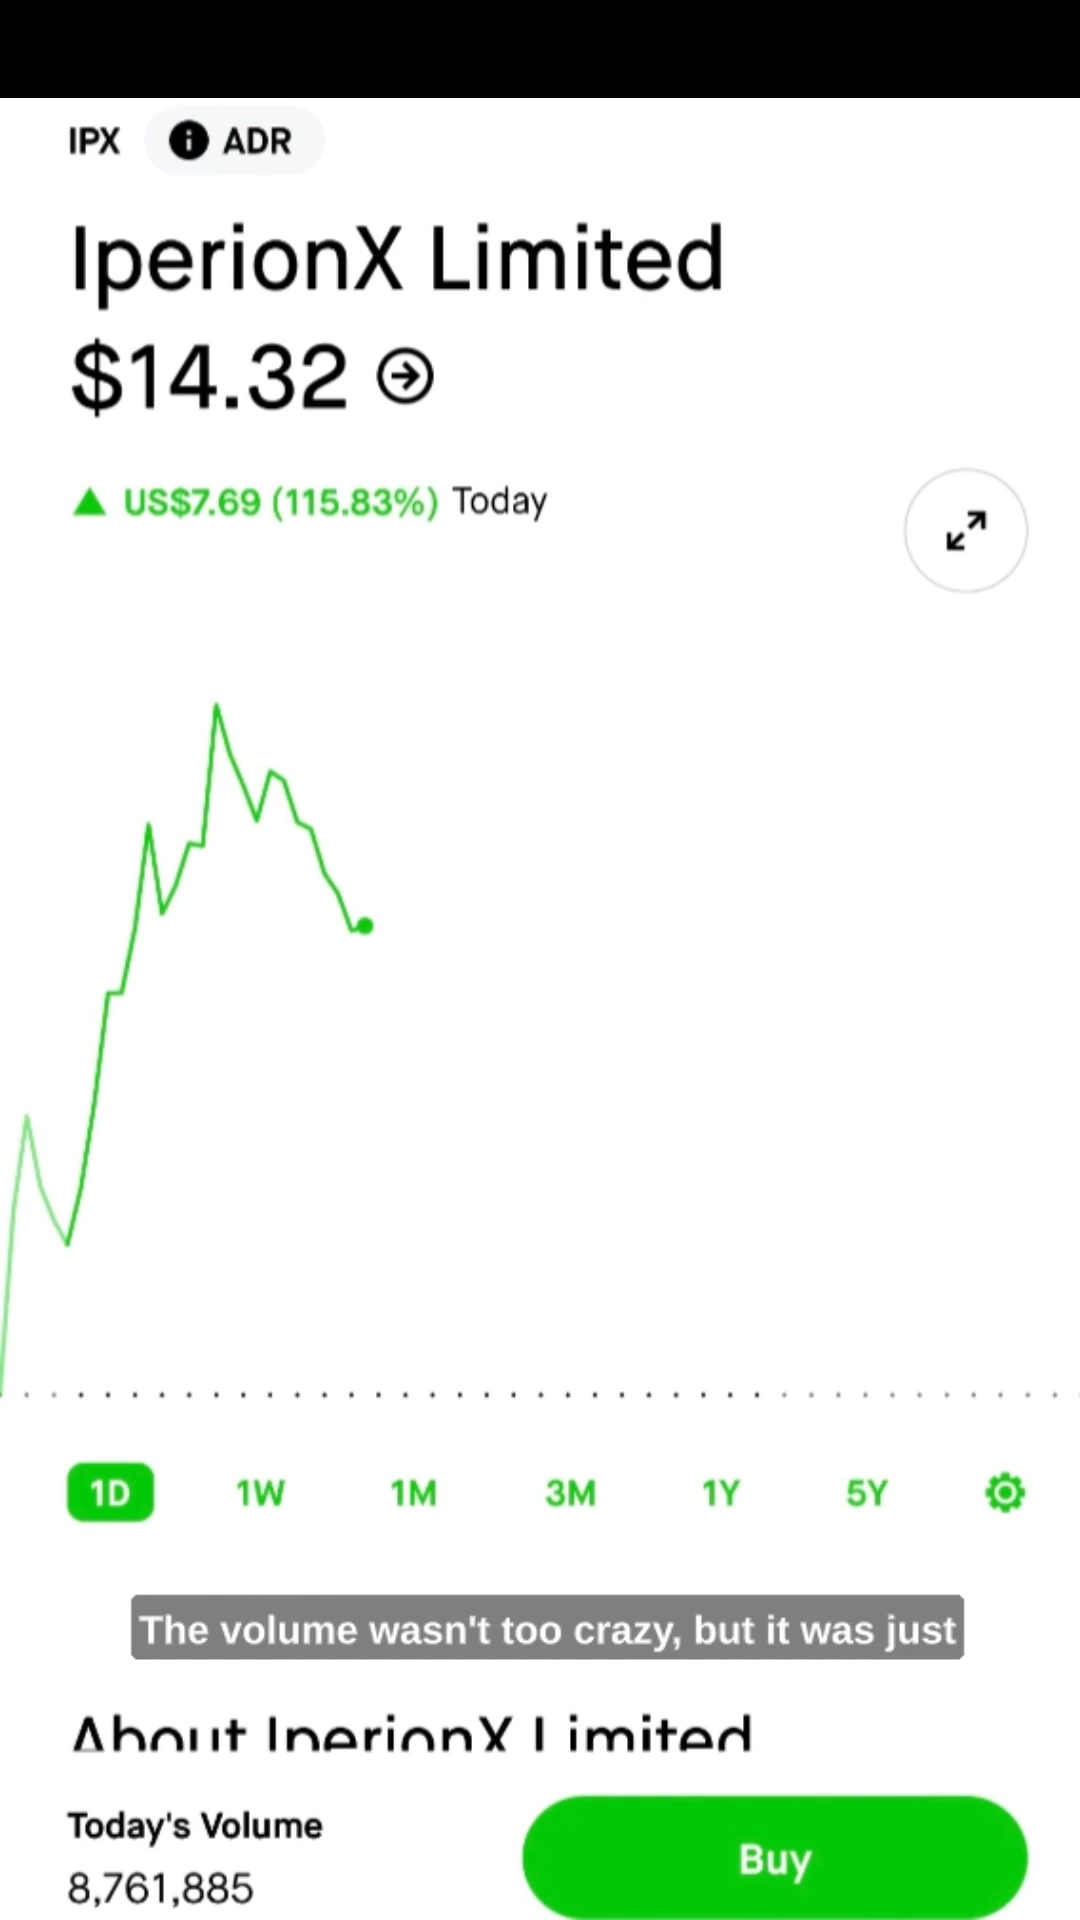 IPX ADR
IperionX Limited
$14.32
US$7.69 (115.83%) Today
1D 1W 1M 3M 1Y 5Y
The volume wasn't too crazy, but it was just
About IperionX Limited
Today's Volume
8,761,885
Buy